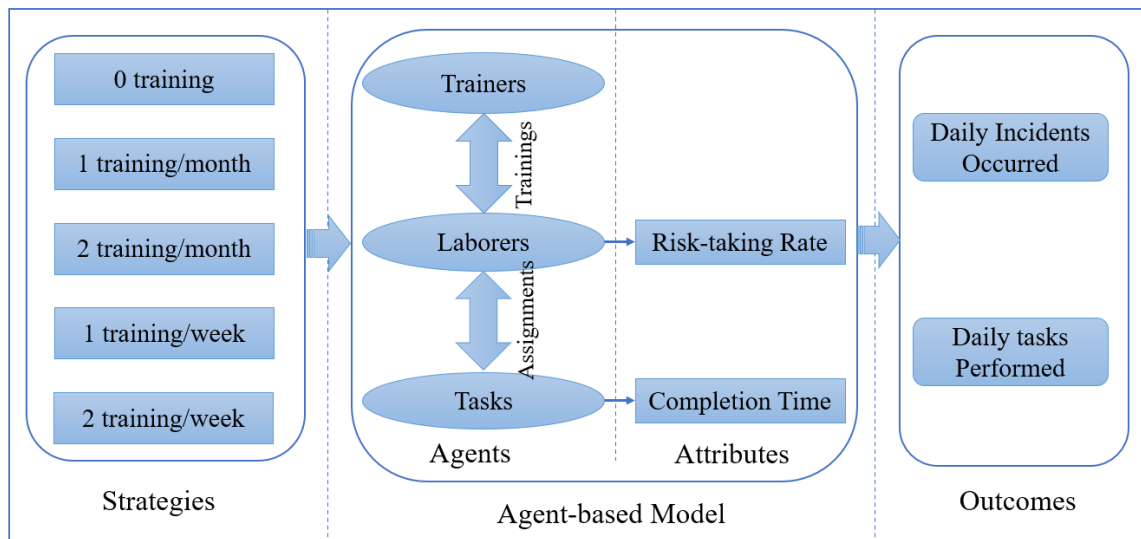 0 training
1 training/month
2 training/month
1 training/week
2 training/week
Strategies
Trainers
Trainings
Laborers
Assignments
Tasks
Agents
Risk-taking Rate
Completion Time
Attributes
Agent-based Model
Daily Incidents
Occurred
Daily tasks
Performed
Outcomes